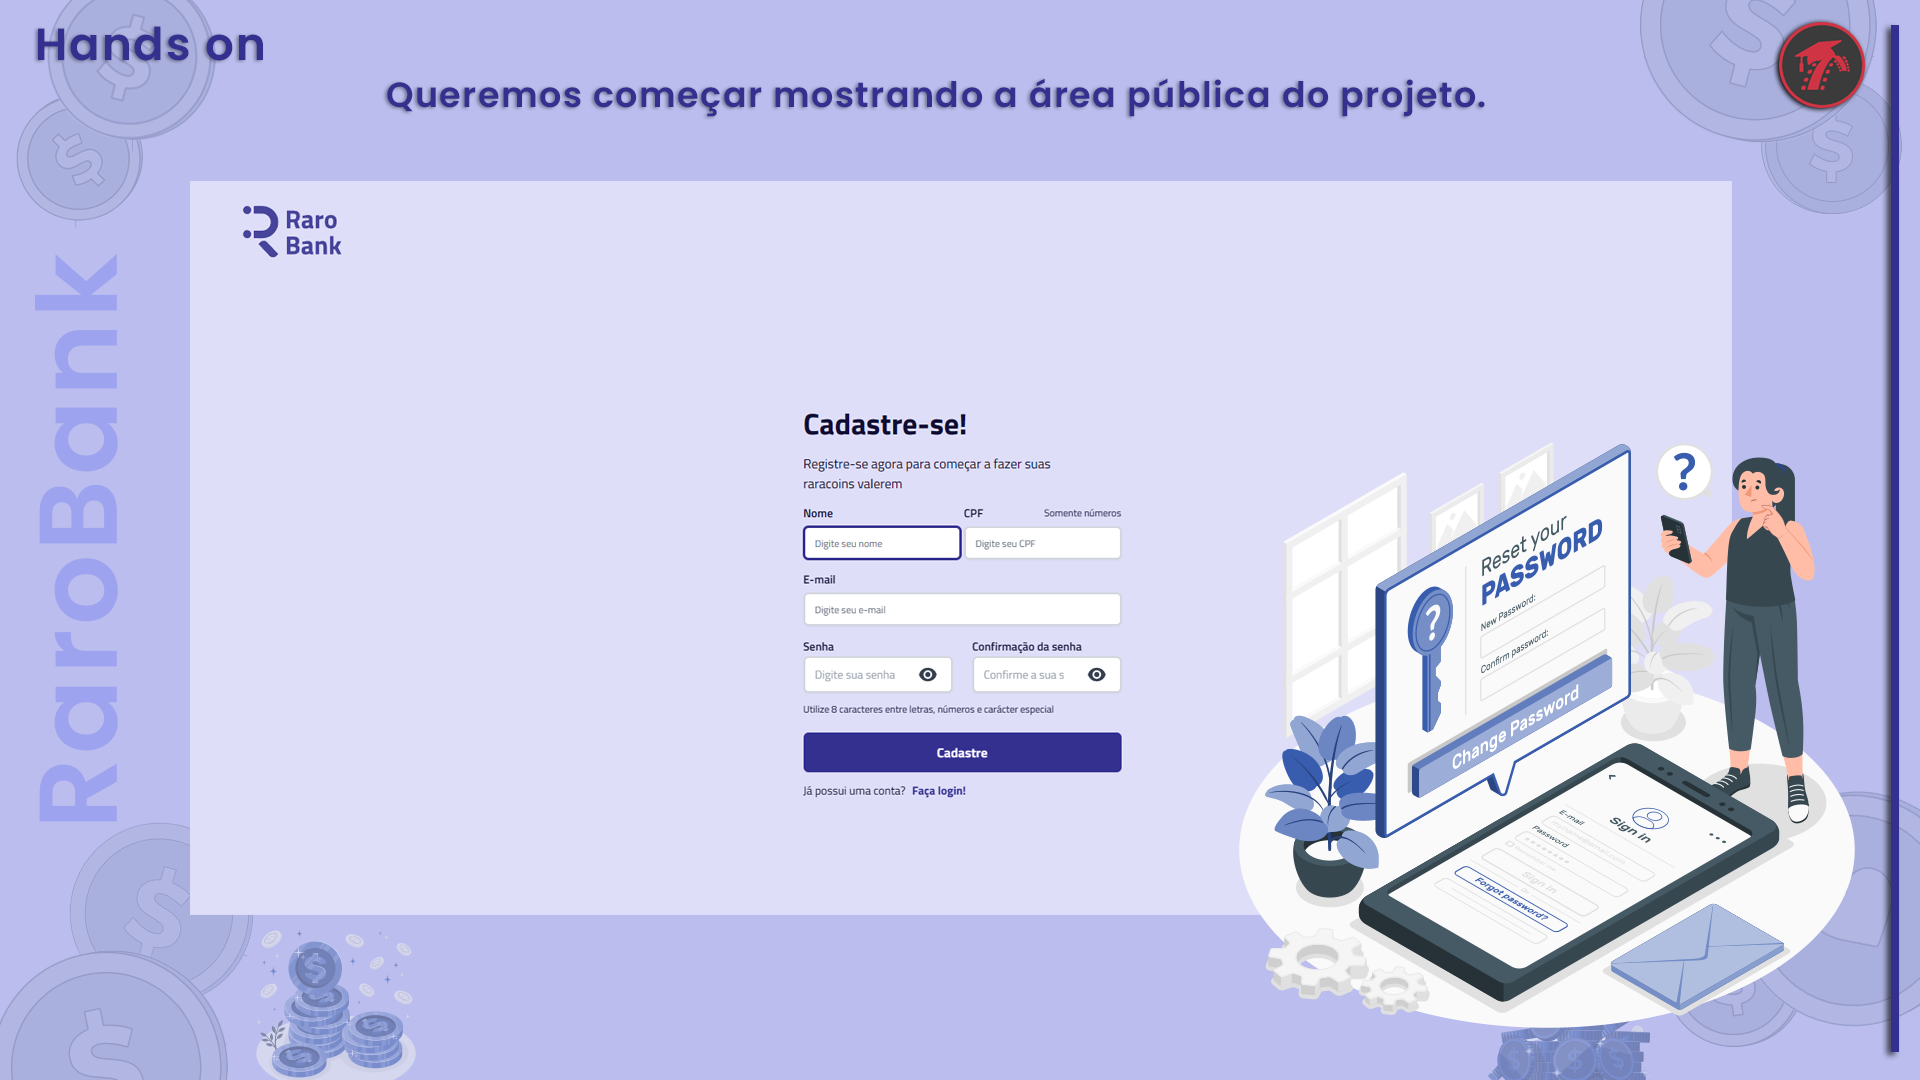 Hands on
Queremos começar mostrando a área pública do projeto.
RaroBank
Raro
Bank
Cadastre-se!
Registre-se agora para começar a fazer suas
raracoins valerem
Nome CPF Somente números
Digite seu nome Digite seu CPF
E-mail
Digite seu e-mail
Senha Confirmação da senha
Digite sua senha Confirme a sua s
Utilize 8 caracteres entre letras, números e carácter especial
Cadastre
Já possui uma conta? Faça login!
?
Reset your
PASSWORD
?
New Password:
Confirm password:
Change Password
Sign in
E-mail
Password
Sign in
Forgot password?